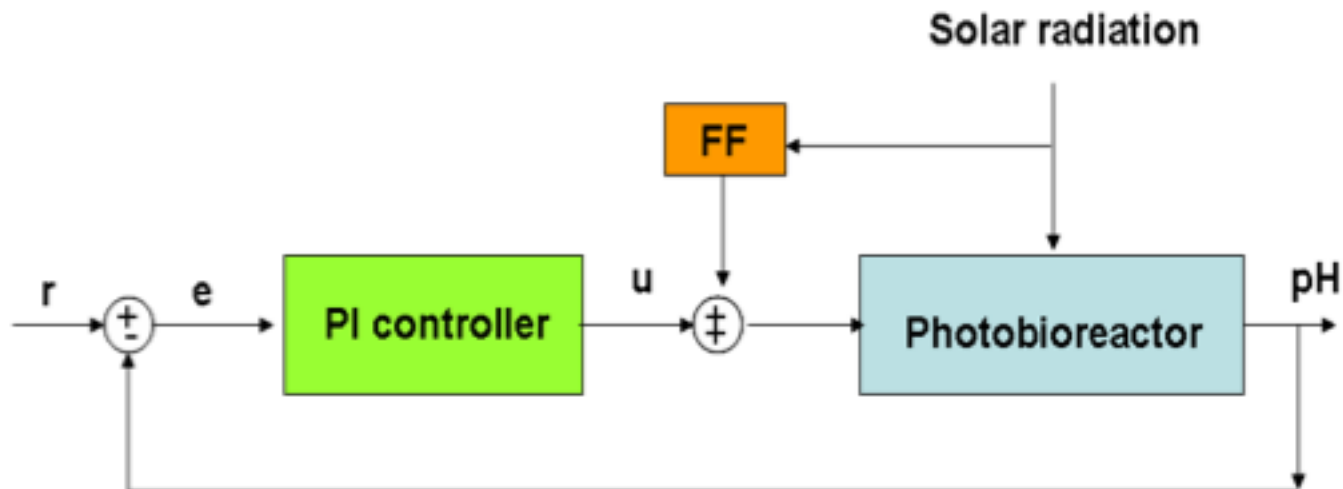 Solar radiation
FF
r
+
-
e
PI controller
u
+
+
Photobioreactor
pH